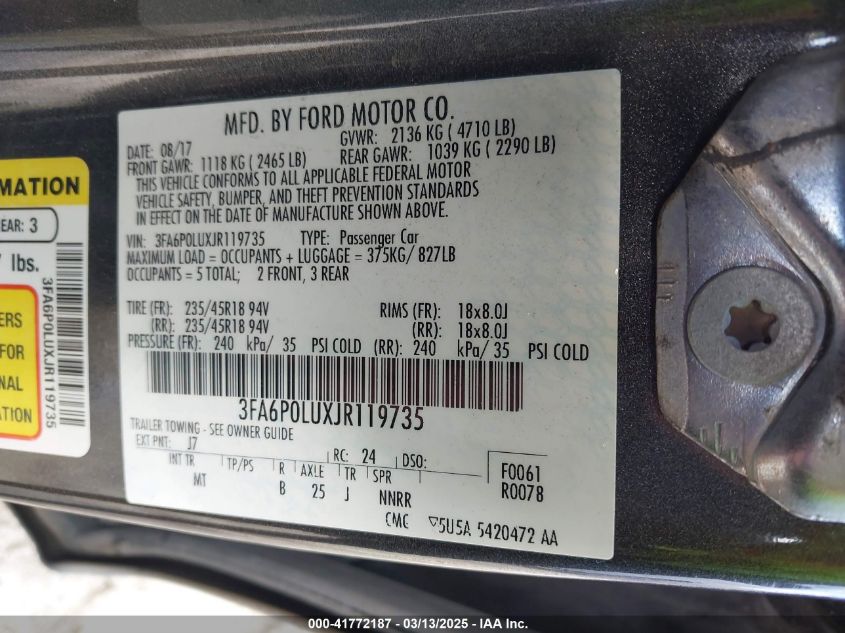 MFD. BY FORD MOTOR CO.
DATE: 08/17
GVWR: 2136 KG ( 4710 LB)
FRONT GAWR: 1118 KG ( 2465 LB)
REAR GAWR: 1039 KG ( 2290 LB)
THIS VEHICLE CONFORMS TO ALL APPLICABLE FEDERAL MOTOR
VEHICLE SAFETY, BUMPER, AND THEFT PREVENTION STANDARDS
IN EFFECT ON THE DATE OF MANUFACTURE SHOWN ABOVE.
VIN: 3FA6P0LUXJR119735 TYPE: Passenger Car
MAXIMUM LOAD = OCCUPANTS + LUGGAGE = 375KG/ 827LB
OCCUPANTS = 5 TOTAL; 2 FRONT, 3 REAR
TIRE (FR): 235/45R18 94V RIMS (FR): 18x8.0J
(RR): 235/45R18 94V (RR): 18x8.0J
PRESSURE (FR): 240 kPa/ 35 PSI COLD (RR): 240 kPa/ 35 PSI COLD
3FA6P0LUXJR119735
TRAILER TOWING - SEE OWNER GUIDE
EXT PNT: J7 RC: 24 DSO:
INT TR TP/PS R AXLE TR SPR
MT B 25 J NNRR
F0061
R0078
CMC 5U5A 5420472 AA
MATION
EAR: 3
lbs.
ERS
FOR
NAL
3FA6P0LUXJR119735
000-41772187 - 03/13/2025 - IAAI.com